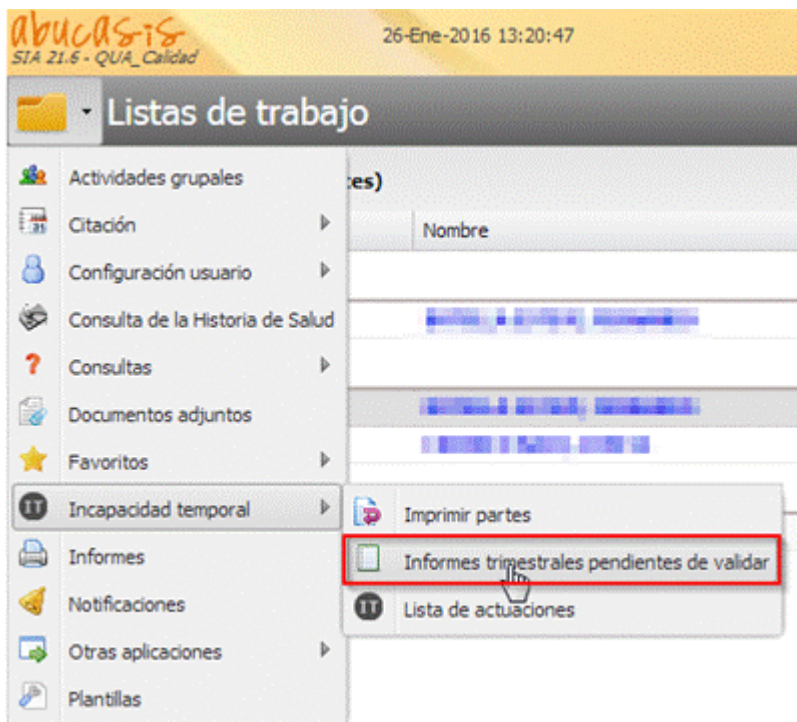 abucasis
26-Ene-2016 13:20:47
SIA 21.6 - QUA_Calidad
Listas de trabajo
Actividades grupales
:es)
Citación
Nombre
Configuración usuario
Consulta de la Historia de Salud
Consultas
Documentos adjuntos
Favoritos
Incapacidad temporal
Imprimir partes
Informes
Informes trimestrales pendientes de validar
Notificaciones
Lista de actuaciones
Otras aplicaciones
Plantillas